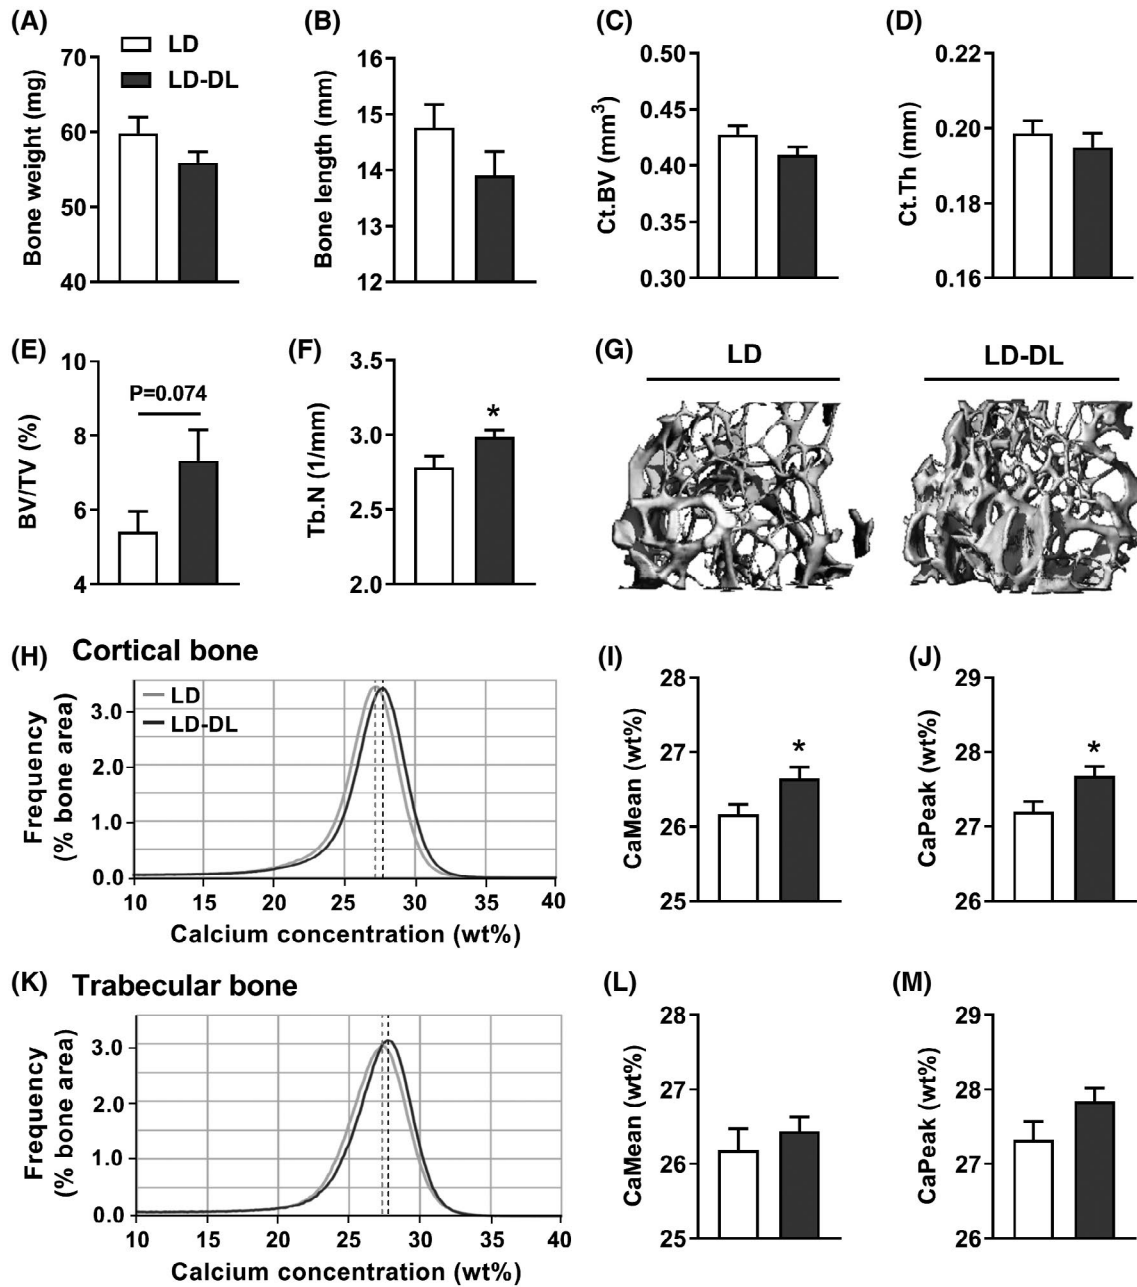 (A)
Bone weight (mg)
70
60
50
40
LD
LD-DL
(B)
Bone length (mm)
16
15
14
13
12
(C)
Ct.BV (mm³)
0.50
0.45
0.40
0.35
0.30
(D)
Ct.Th (mm)
0.22
0.20
0.18
0.16
(E)
BV/TV (%)
10
8
6
4
P=0.074
(F)
Tb.N (1/mm)
3.5
3.0
2.5
2.0
*
(G)
LD
LD-DL
(H) Cortical bone
Frequency
(% bone area)
3.0
2.0
1.0
0.0
LD
LD-DL
10 15 20 25 30 35 40
Calcium concentration (wt%)
(I)
CaMean (wt%)
28
27
26
25
*
(J)
CaPeak (wt%)
29
28
27
26
*
(K) Trabecular bone
Frequency
(% bone area)
3.0
2.0
1.0
0.0
10 15 20 25 30 35 40
Calcium concentration (wt%)
(L)
CaMean (wt%)
28
27
26
25
(M)
CaPeak (wt%)
29
28
27
26